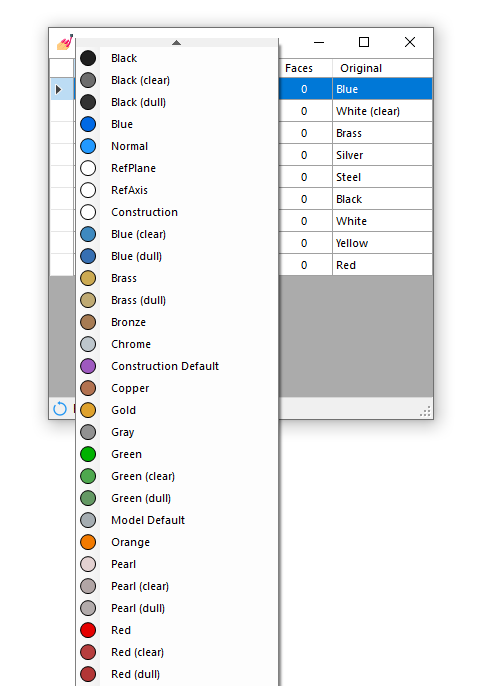 Faces Original
0 Blue
0 White (clear)
0 Brass
0 Silver
0 Steel
0 Black
0 White
0 Yellow
0 Red
Black
Black (clear)
Black (dull)
Blue
Normal
RefPlane
RefAxis
Construction
Blue (clear)
Blue (dull)
Brass
Brass (dull)
Bronze
Chrome
Construction Default
Copper
Gold
Gray
Green
Green (clear)
Green (dull)
Model Default
Orange
Pearl
Pearl (clear)
Pearl (dull)
Red
Red (clear)
Red (dull)